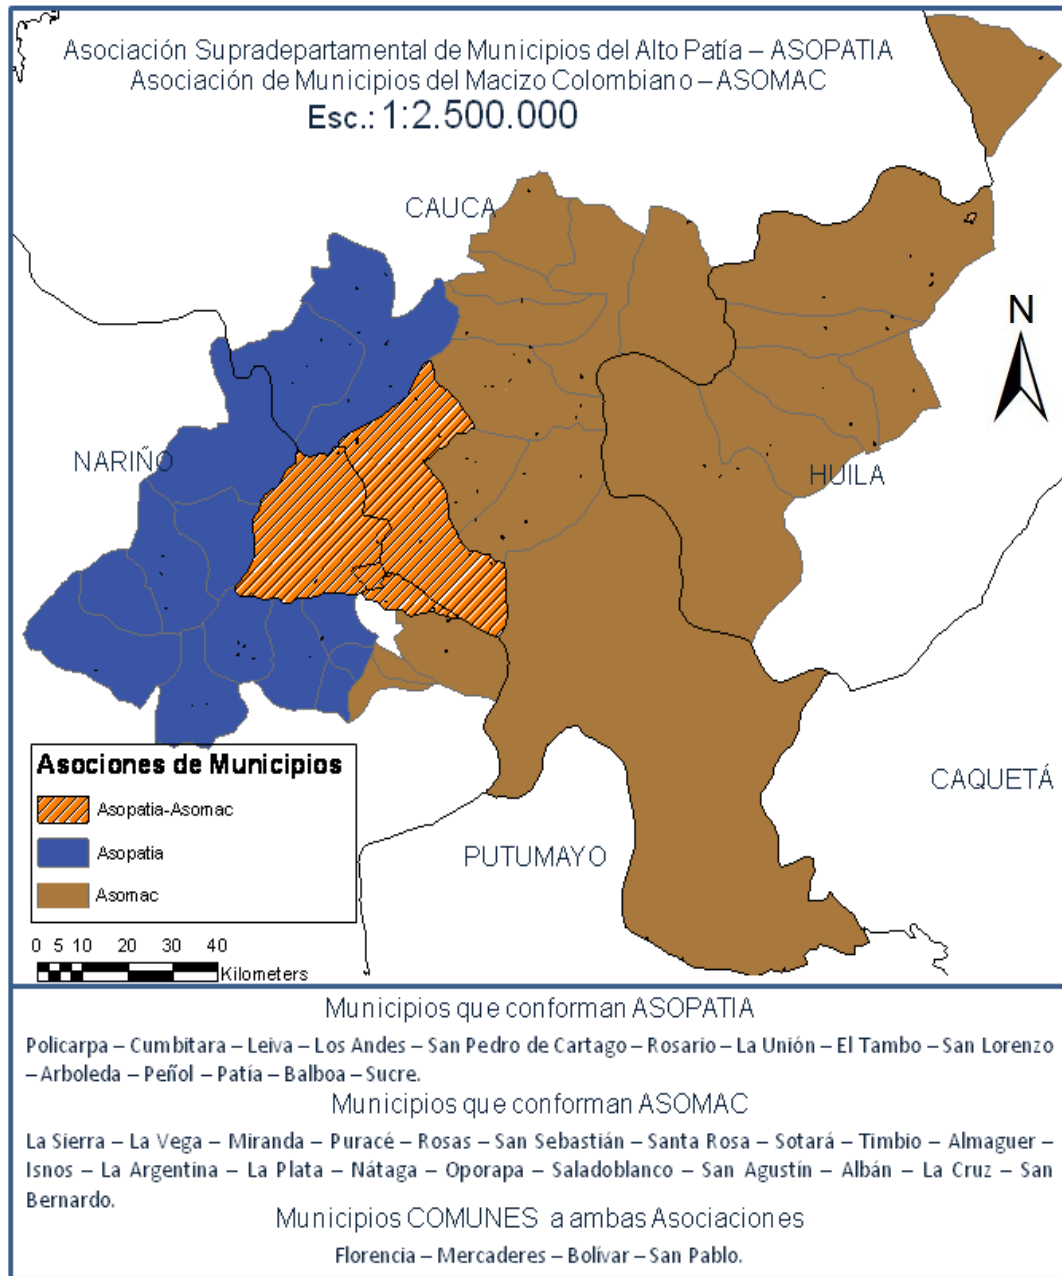 Asociación Supradepartamental de Municipios del Alto Patía – ASOPATIA
Asociación de Municipios del Macizo Colombiano – ASOMAC
Esc.: 1:2.500.000
CAUCA
N
NARIÑO
HUILA
Asociones de Municipios
Asopatia-Asomac
Asopatia
Asomac
CAQUETÁ
PUTUMAYO
0 5 10 20 30 40
Kilometers
Municipios que conforman ASOPATIA
Policarpa – Cumbitara – Leiva – Los Andes – San Pedro de Cartago – Rosario – La Unión – El Tambo – San Lorenzo
– Arboleda – Peñol – Patía – Balboa – Sucre.
Municipios que conforman ASOMAC
La Sierra – La Vega – Miranda – Puracé – Rosas – San Sebastián – Santa Rosa – Sotará – Timbio – Almaguer –
Isnos – La Argentina – La Plata – Nátaga – Oporapa – Saladoblanco – San Agustín – Albán – La Cruz – San
Bernardo.
Municipios COMUNES a ambas Asociaciones
Florencia – Mercaderes – Bolívar – San Pablo.